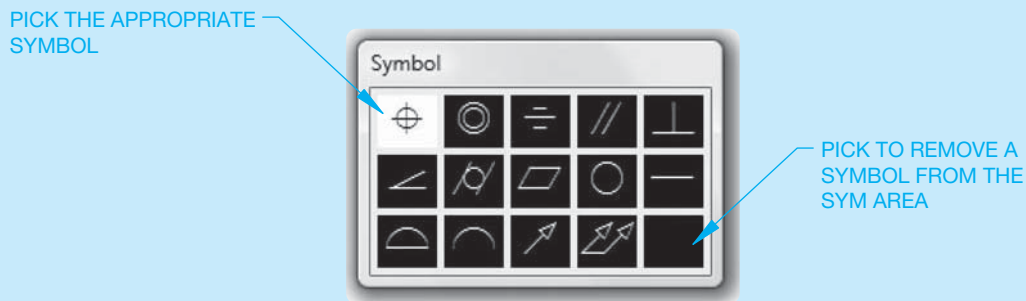 PICK THE APPROPRIATE
SYMBOL
Symbol
PICK TO REMOVE A
SYMBOL FROM THE
SYM AREA